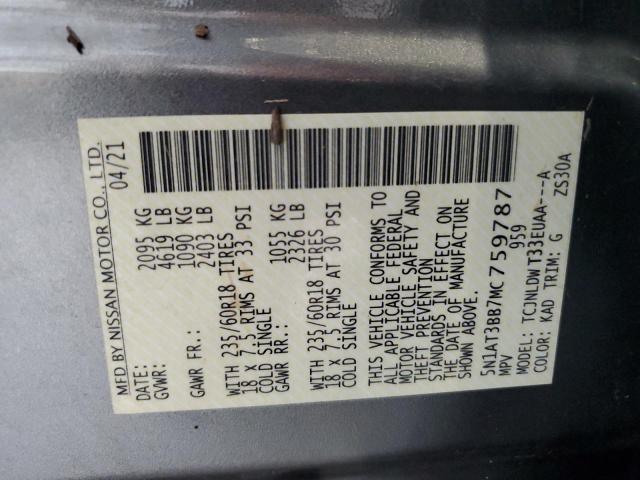 MFD BY NISSAN MOTOR CO., LTD.
DATE: 04/21
GVWR: 2095 KG
4619 LB
GAWR FR.: 1090 KG
2403 LB
WITH 235/60R18 TIRES
18 X 7.5 RIMS AT 33 PSI
COLD SINGLE
GAWR RR.: 1055 KG
2326 LB
WITH 235/60R18 TIRES
18 X 7.5 RIMS AT 30 PSI
COLD SINGLE
THIS VEHICLE CONFORMS TO
ALL APPLICABLE FEDERAL
MOTOR VEHICLE SAFETY AND
THEFT PREVENTION
STANDARDS IN EFFECT ON
THE DATE OF MANUFACTURE
SHOWN ABOVE.
5N1AT3BB7MC759787
MPV 959
MODEL: TCJNLDWT33EUAA---A
COLOR: KAD TRIM: G ZS30A